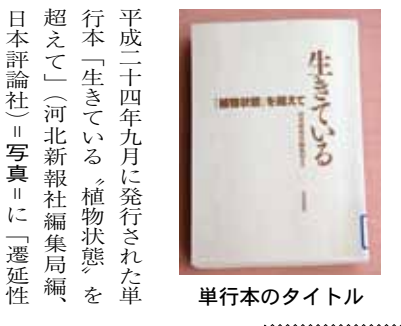 平成二十四年九月に発行された単
行本「生きている〝植物状態〟を
超えて」（河北新報社編集局編、
日本評論社）＝写真＝に「遷延性
生きている
「植物状態」を超えて
単行本のタイトル